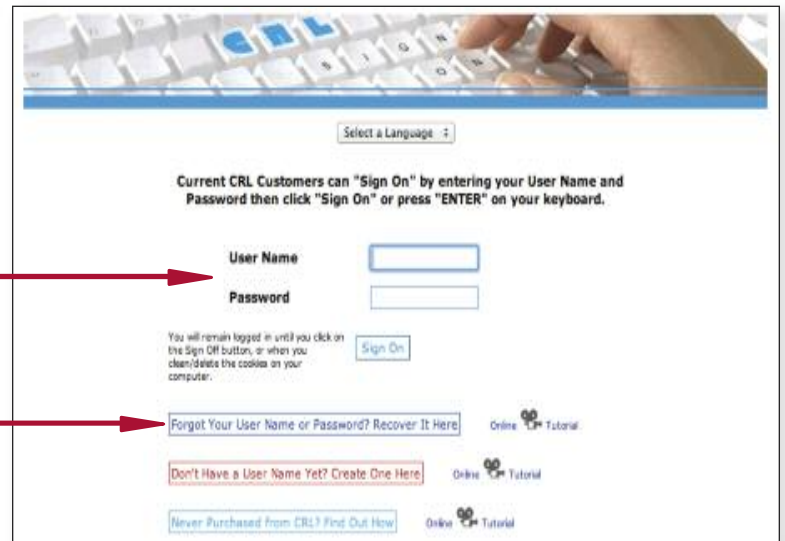 CRL
SIGN
ON
Select a Language
Current CRL Customers can "Sign On" by entering your User Name and
Password then click "Sign On" or press "ENTER" on your keyboard.
User Name
Password
You will remain logged in until you click on
the Sign Off button, or when you
clean/delete the cookies on your
computer.
Sign On
Forgot Your User Name or Password? Recover It Here
Online Tutorial
Don't Have a User Name Yet? Create One Here
Online Tutorial
Never Purchased from CRL? Find Out How
Online Tutorial